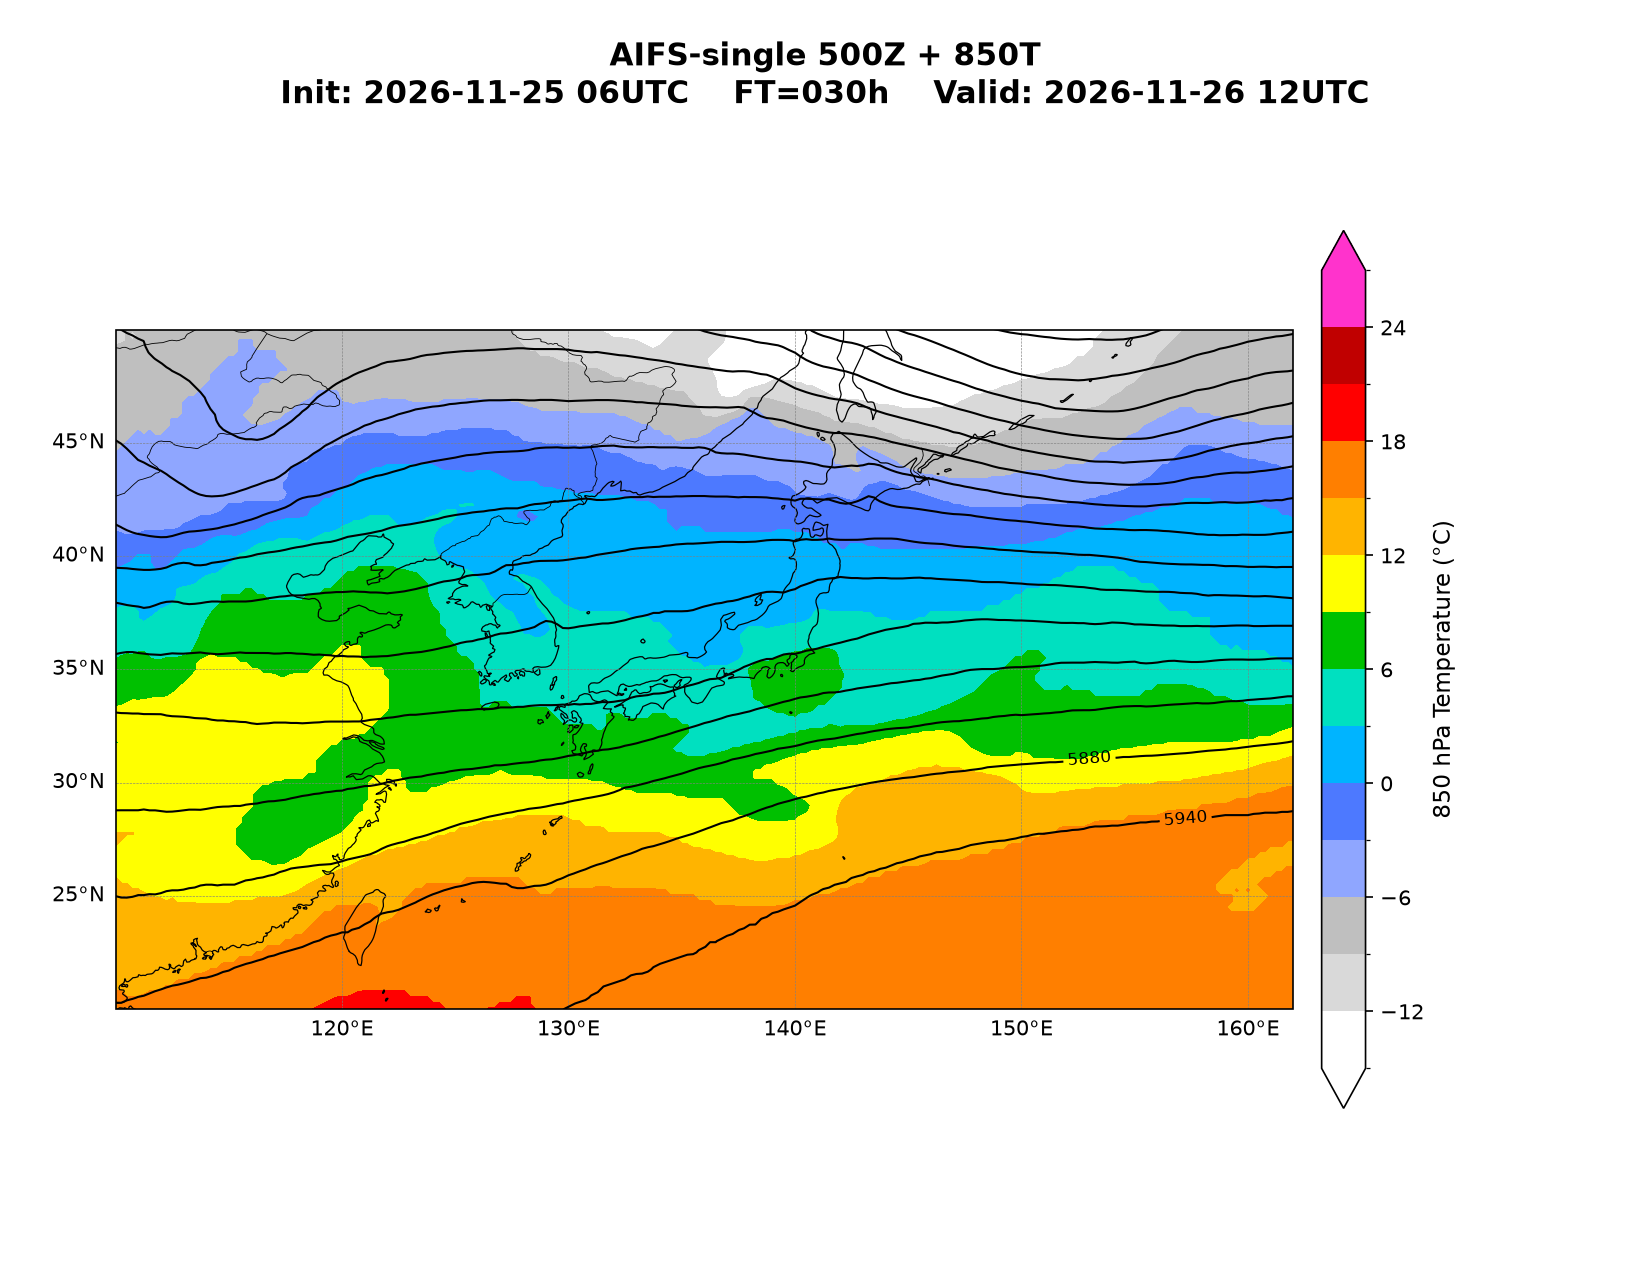 AIFS-single 500Z + 850T
Init: 2026-11-25 06UTC    FT=030h    Valid: 2026-11-26 12UTC
24
18
12
6
0
−6
−12
850 hPa Temperature (°C)
45°N
40°N
35°N
30°N
25°N
5880
5940
120°E
130°E
140°E
150°E
160°E